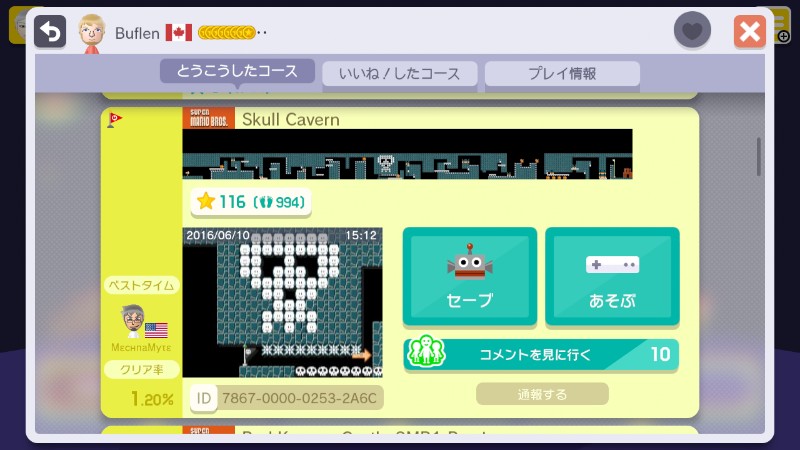 Buflen
とうこうしたコース
いいね！したコース
プレイ情報
SUPER MARIO BROS.
Skull Cavern
116 (994)
2016/06/10 15:12
セーブ
あそぶ
ベストタイム
MᴇᴄʜɴᴀMʏᴛᴇ
コメントを見に行く 10
クリア率
1.20%
ID 7867-0000-0253-2A6C
通報する
SUPER